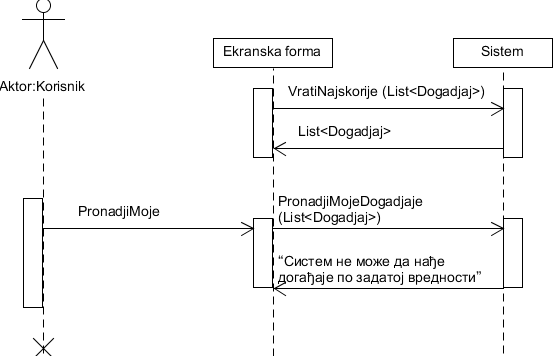 Aktor:Korisnik
Ekranska forma
Sistem
VratiNajskorije (List<Dogadjaj>)
List<Dogadjaj>
PronadjiMoje
PronadjiMojeDogadjaje
(List<Dogadjaj>)
“Систем не може да нађе
догађаје по задатој вредности”